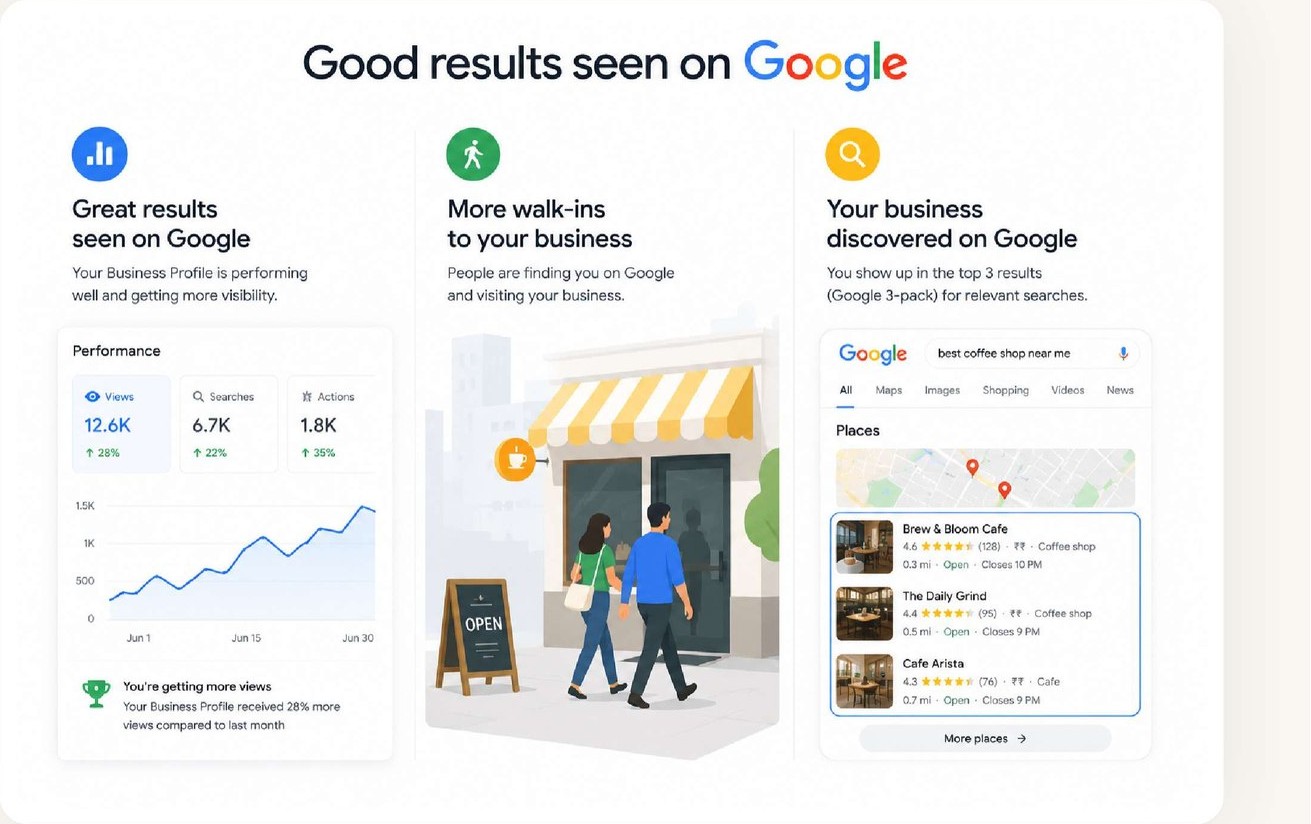 Good results seen on Google
Great results
seen on Google
Your Business Profile is performing
well and getting more visibility.
Performance
Views
12.6K
↑ 28%
Searches
6.7K
↑ 22%
Actions
1.8K
↑ 35%
1.5K
1K
500
0
Jun 1
Jun 15
Jun 30
You're getting more views
Your Business Profile received 28% more
views compared to last month
More walk-ins
to your business
People are finding you on Google
and visiting your business.
OPEN
Your business
discovered on Google
You show up in the top 3 results
(Google 3-pack) for relevant searches.
Google
best coffee shop near me
All Maps Images Shopping Videos News
Places
Brew & Bloom Cafe
4.6 ★★★★★ (128) · ₹₹ · Coffee shop
0.3 mi · Open · Closes 10 PM
The Daily Grind
4.4 ★★★★★ (95) · ₹₹ · Coffee shop
0.5 mi · Open · Closes 9 PM
Cafe Arista
4.3 ★★★★★ (76) · ₹₹ · Cafe
0.7 mi · Open · Closes 9 PM
More places →